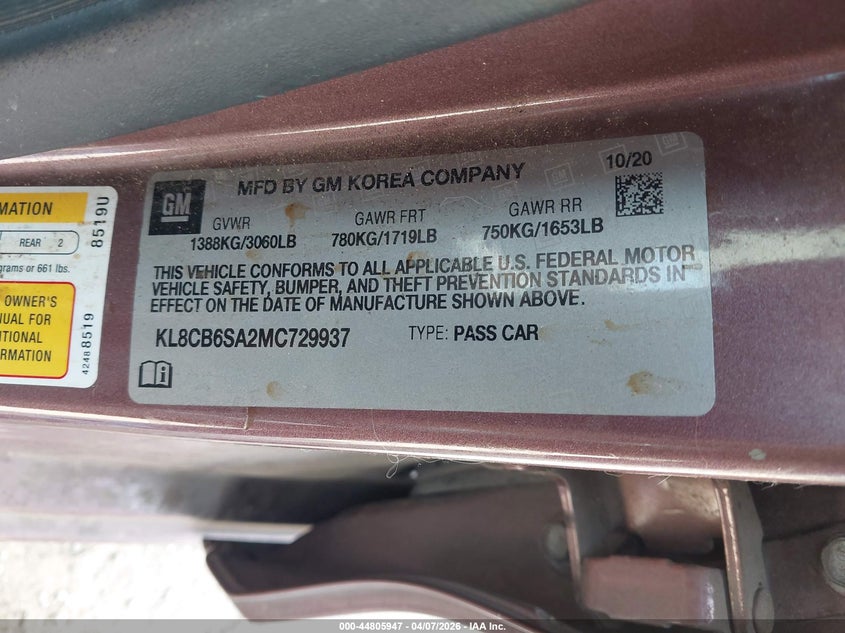 MATION
REAR 2
grams or 661 lbs.
OWNER'S
UAL FOR
ITIONAL
ORMATION
8519U
42488519
GM
MFD BY GM KOREA COMPANY
10/20
GVWR GAWR FRT GAWR RR
1388KG/3060LB 780KG/1719LB 750KG/1653LB
THIS VEHICLE CONFORMS TO ALL APPLICABLE U.S. FEDERAL MOTOR
VEHICLE SAFETY, BUMPER, AND THEFT PREVENTION STANDARDS IN
EFFECT ON THE DATE OF MANUFACTURE SHOWN ABOVE.
KL8CB6SA2MC729937 TYPE: PASS CAR
000-44805947 - 04/07/2026 - IAA, Inc.